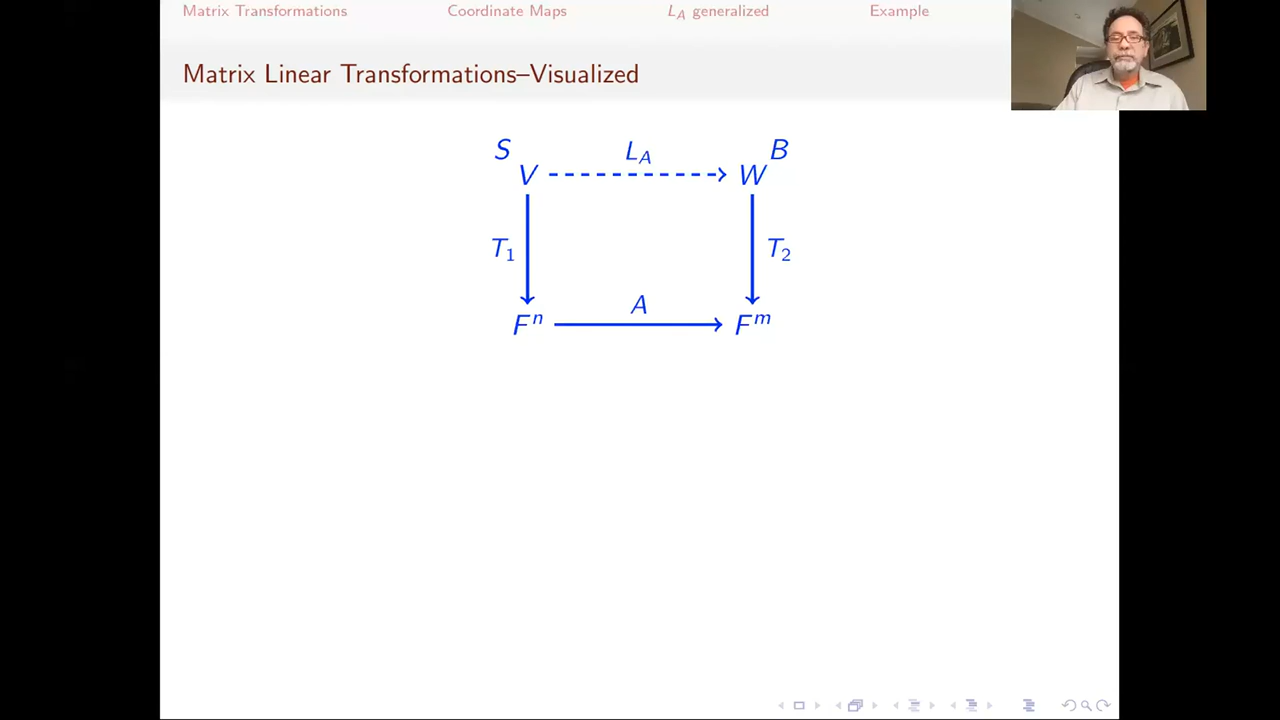 Matrix Transformations Coordinate Maps L_A generalized Example
Matrix Linear Transformations–Visualized
S L_A B
V W
T_1 T_2
A
F^n F^m